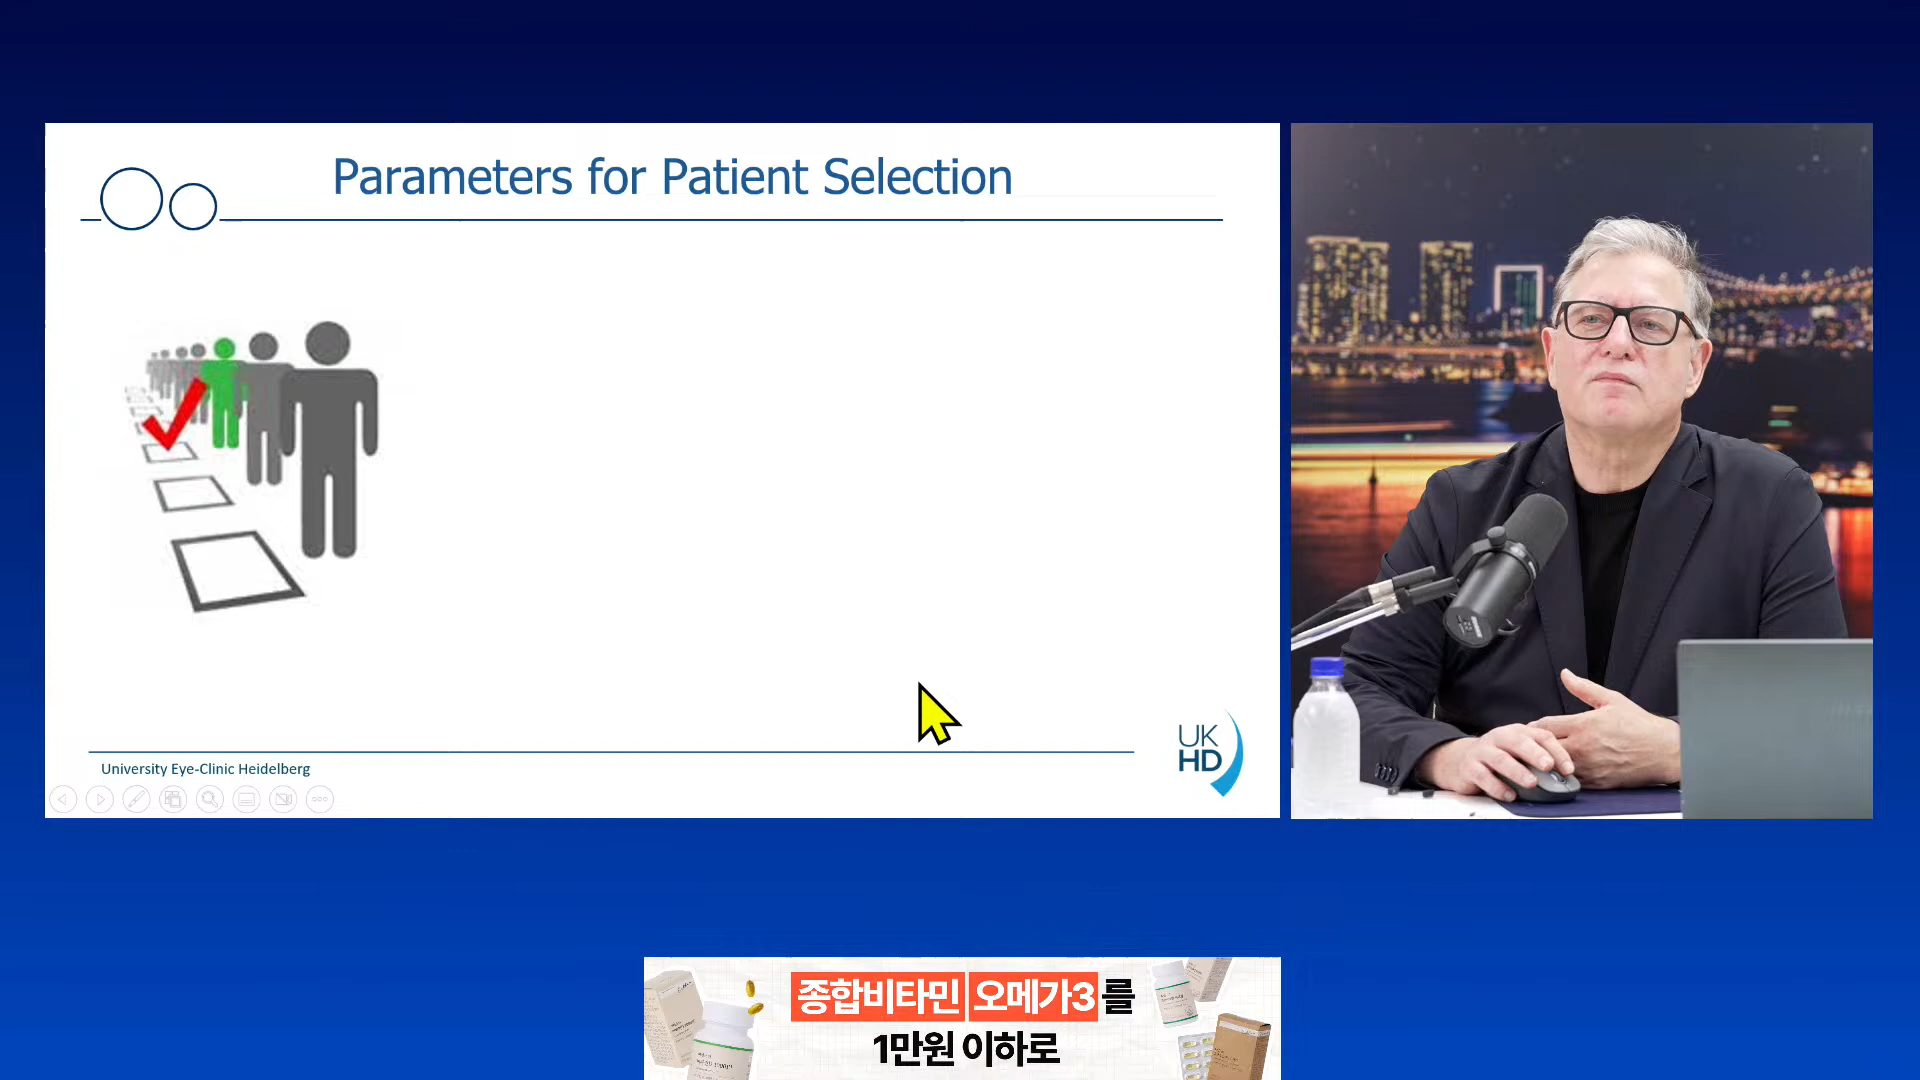 Parameters for Patient Selection
UK
HD
University Eye-Clinic Heidelberg
종합비타민 오메가3를
1만원 이하로